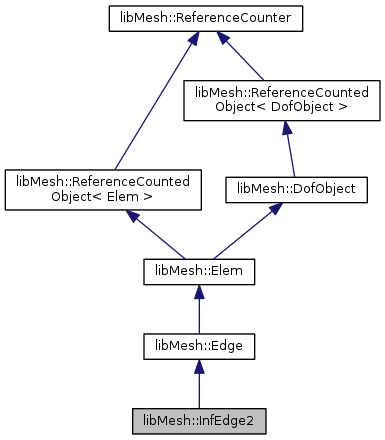 libMesh::ReferenceCounter
libMesh::ReferenceCounted
Object< DofObject >
libMesh::ReferenceCounted
Object< Elem >
libMesh::DofObject
libMesh::Elem
libMesh::Edge
libMesh::InfEdge2